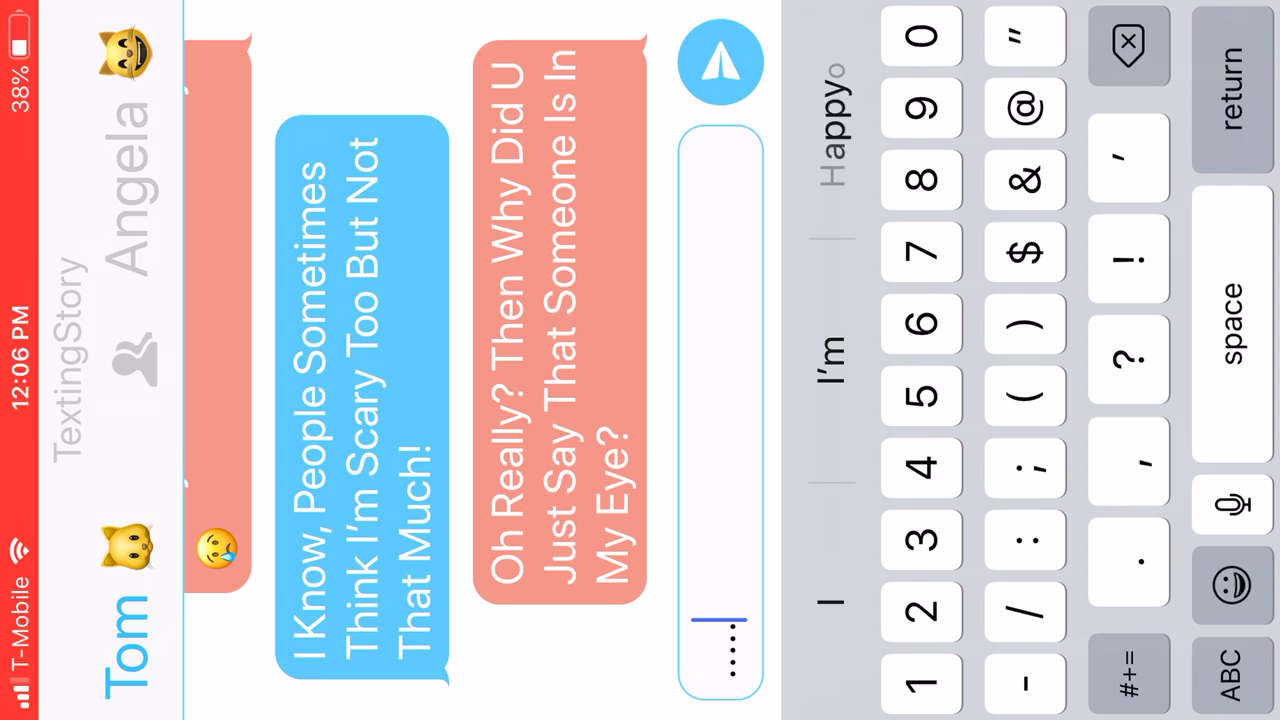 T-Mobile 12:06 PM 38%
TextingStory
Tom 🐱 Angela 😸
😢
I Know, People Sometimes
Think I'm Scary Too But Not
That Much!
Oh Really? Then Why Did U
Just Say That Someone Is In
My Eye?
......
I I'm Happyo
1 2 3 4 5 6 7 8 9 0
- / : ; ( ) $ & @ "
#+= . , ? ! '
ABC space return